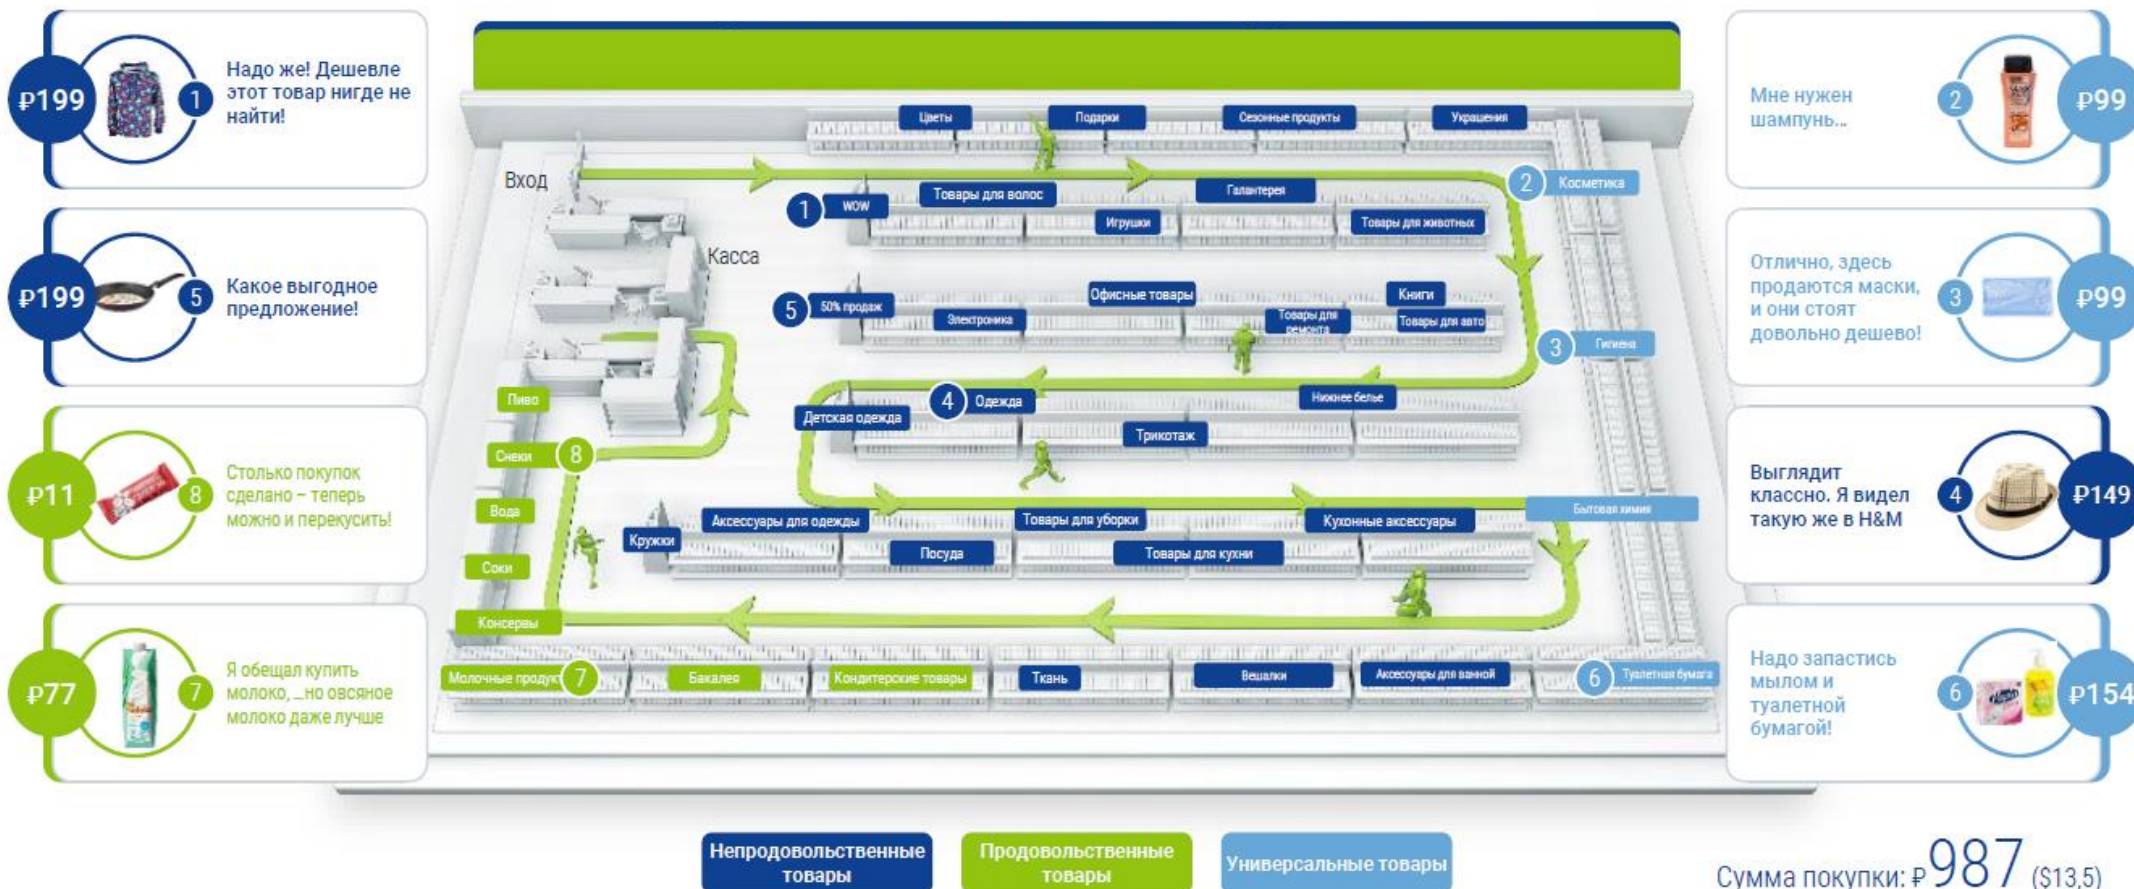 ₽199
1
Надо же! Дешевле
этот товар нигде не
найти!
₽199
5
Какое выгодное
предложение!
₽11
8
Столько покупок
сделано – теперь
можно и перекусить!
₽77
7
Я обещал купить
молоко, ...но овсяное
молоко даже лучше
Цветы
Подарки
Сезонные продукты
Украшения
Вход
2
Косметика
1
WOW
Товары для волос
Галантерея
Игрушки
Товары для животных
Касса
5
50% продаж
Офисные товары
Книги
Электроника
Товары для
ремонта
Товары для авто
3
Гигиена
Пиво
Детская одежда
4
Одежда
Нижнее белье
Трикотаж
Снеки
8
Вода
Аксессуары для одежды
Товары для уборки
Кухонные аксессуары
Бытовая химия
Кружки
Посуда
Товары для кухни
Соки
Консервы
Молочные продукт
7
Бакалея
Кондитерские товары
Ткань
Вешалки
Аксессуары для ванной
6
Туалетная бумага
Мне нужен
шампунь...
2
₽99
Отлично, здесь
продаются маски,
и они стоят
довольно дешево!
3
₽99
Выглядит
классно. Я видел
такую же в H&M
4
₽149
Надо запастись
мылом и
туалетной
бумагой!
6
₽154
Непродовольственные
товары
Продовольственные
товары
Универсальные товары
Сумма покупки: ₽987 ($13,5)